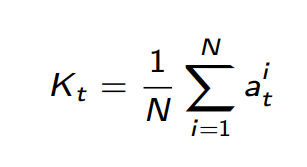 K_t = \frac{1}{N} \sum_{i=1}^{N} a_t^i